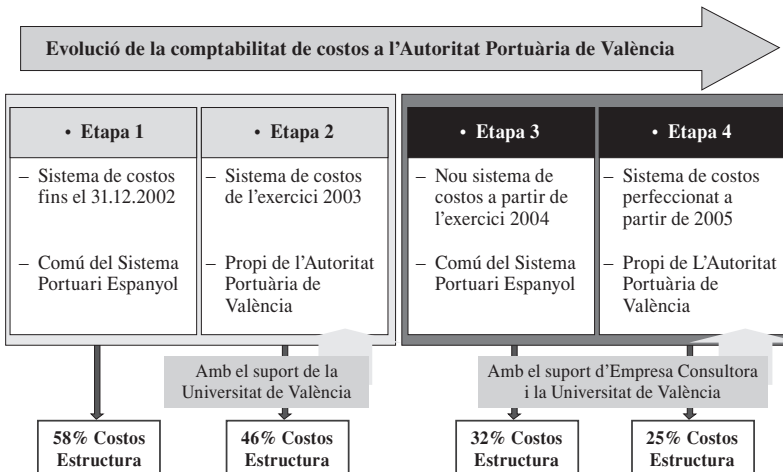 Evolució de la comptabilitat de costos a l'Autoritat Portuària de València
• Etapa 1
– Sistema de costos
fins el 31.12.2002
– Comú del Sistema
Portuari Espanyol
• Etapa 2
– Sistema de costos
de l'exercici 2003
– Propi de l'Autoritat
Portuària de
València
• Etapa 3
– Nou sistema de
costos a partir de
l'exercici 2004
– Comú del Sistema
Portuari Espanyol
• Etapa 4
– Sistema de costos
perfeccionat a
partir de 2005
– Propi de L'Autoritat
Portuària de
València
Amb el suport de la
Universitat de València
Amb el suport d'Empresa Consultora
i la Universitat de València
58% Costos
Estructura
46% Costos
Estructura
32% Costos
Estructura
25% Costos
Estructura